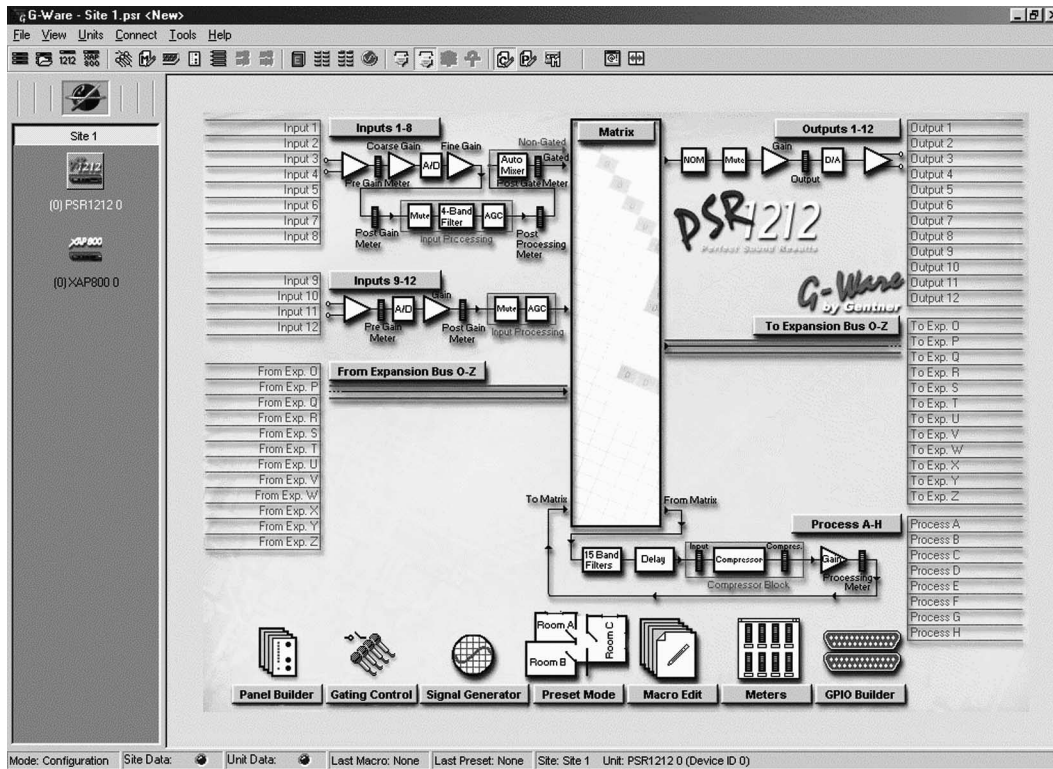 G-Ware - Site 1.psr <New>
File View Units Connect Tools Help
Site 1
PSR1212
(0) PSR1212 0
XAP800
(0) XAP800 0
Input 1
Input 2
Input 3
Input 4
Input 5
Input 6
Input 7
Input 8
Inputs 1-8
Coarse Gain
Fine Gain
A/D
Pre Gain Meter
Non-Gated
Gated
Auto Mixer
Post Gate Meter
Post Gain Meter
Mute
4-Band Filter
AGC
Input Processing
Post Processing Meter
Input 9
Input 10
Input 11
Input 12
Inputs 9-12
A/D
Gain
Pre Gain Meter
Post Gain Meter
Mute
AGC
Input Processing
From Exp. O
From Exp. P
From Exp. Q
From Exp. R
From Exp. S
From Exp. T
From Exp. U
From Exp. V
From Exp. W
From Exp. X
From Exp. Y
From Exp. Z
From Expansion Bus O-Z
Matrix
Outputs 1-12
NOM
Mute
Gain
Output
D/A
PSR1212
Perfect Sound Results
G-Ware
by Gentner
Output 1
Output 2
Output 3
Output 4
Output 5
Output 6
Output 7
Output 8
Output 9
Output 10
Output 11
Output 12
To Expansion Bus O-Z
To Exp. O
To Exp. P
To Exp. Q
To Exp. R
To Exp. S
To Exp. T
To Exp. U
To Exp. V
To Exp. W
To Exp. X
To Exp. Y
To Exp. Z
To Matrix
From Matrix
Process A-H
15 Band Filters
Delay
Input
Compressor
Compres.
Compressor Block
Gain
Processing Meter
Process A
Process B
Process C
Process D
Process E
Process F
Process G
Process H
Room A
Room B
Room C
Panel Builder
Gating Control
Signal Generator
Preset Mode
Macro Edit
Meters
GPIO Builder
Mode: Configuration
Site Data:
Unit Data:
Last Macro: None
Last Preset: None
Site: Site 1 Unit: PSR1212 0 (Device ID 0)